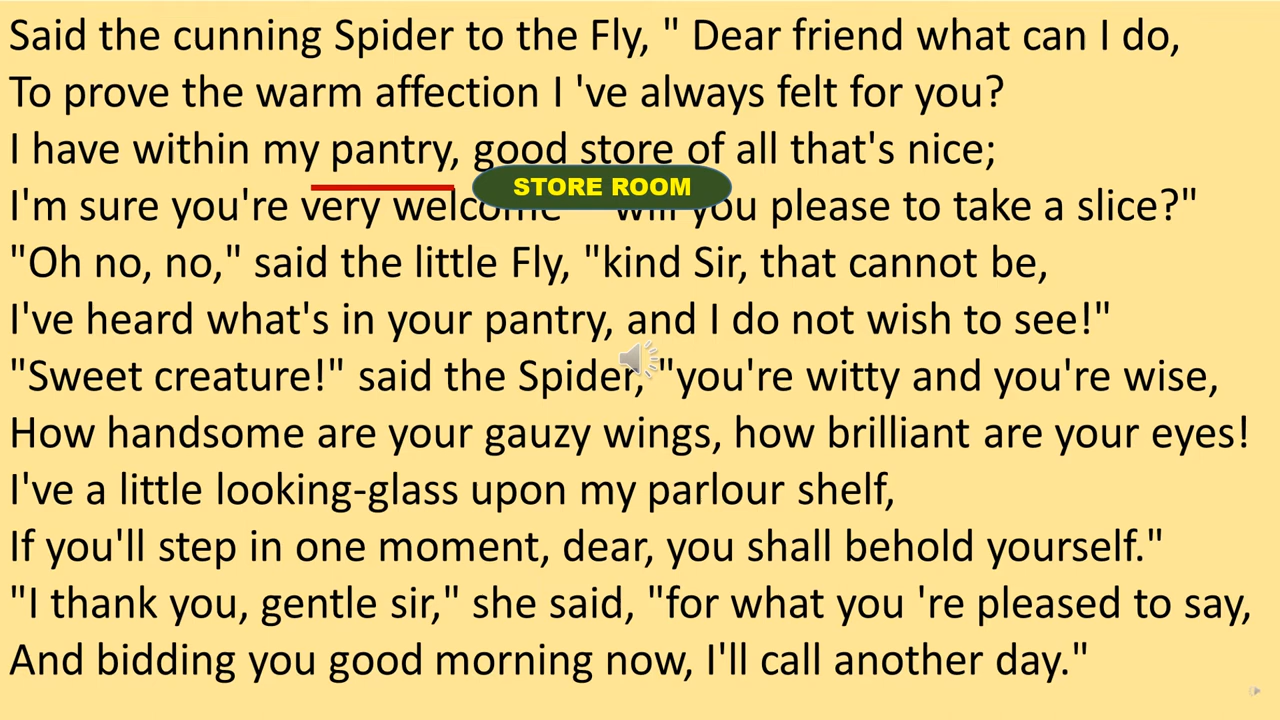 Said the cunning Spider to the Fly, " Dear friend what can I do,
To prove the warm affection I 've always felt for you?
I have within my pantry, good store of all that's nice;
STORE ROOM
I'm sure you're very welcome will you please to take a slice?"
"Oh no, no," said the little Fly, "kind Sir, that cannot be,
I've heard what's in your pantry, and I do not wish to see!"
"Sweet creature!" said the Spider, "you're witty and you're wise,
How handsome are your gauzy wings, how brilliant are your eyes!
I've a little looking-glass upon my parlour shelf,
If you'll step in one moment, dear, you shall behold yourself."
"I thank you, gentle sir," she said, "for what you 're pleased to say,
And bidding you good morning now, I'll call another day."